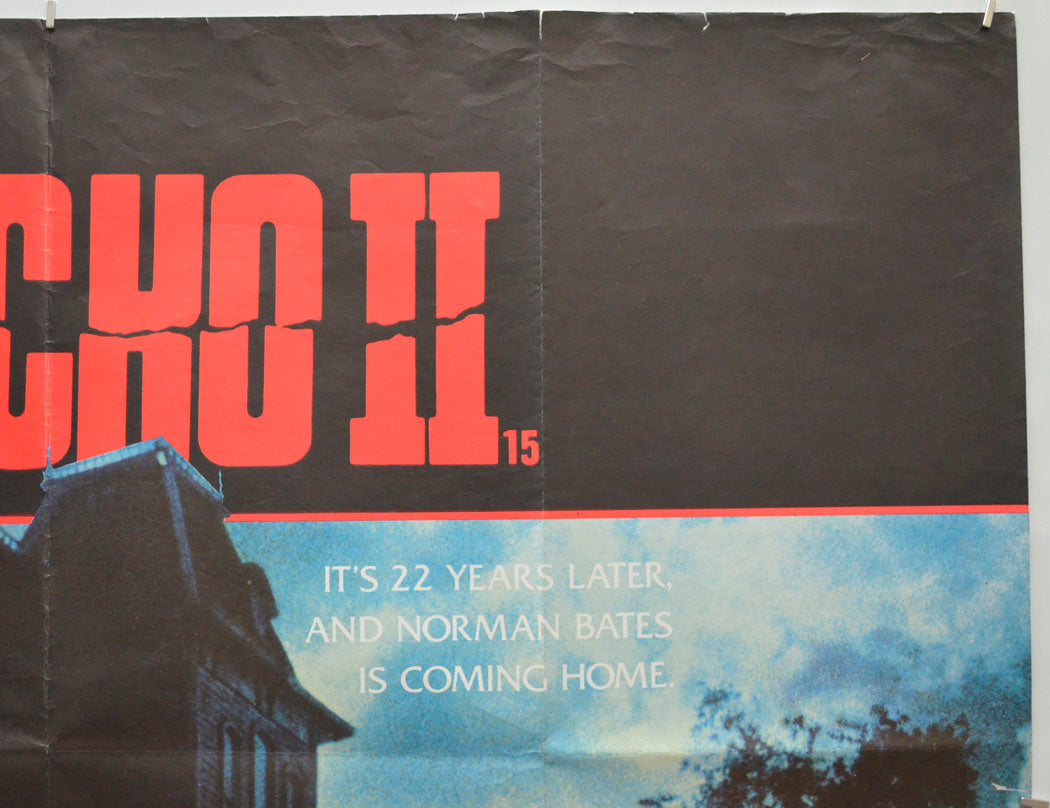 CHO II
15
IT'S 22 YEARS LATER,
AND NORMAN BATES
IS COMING HOME.